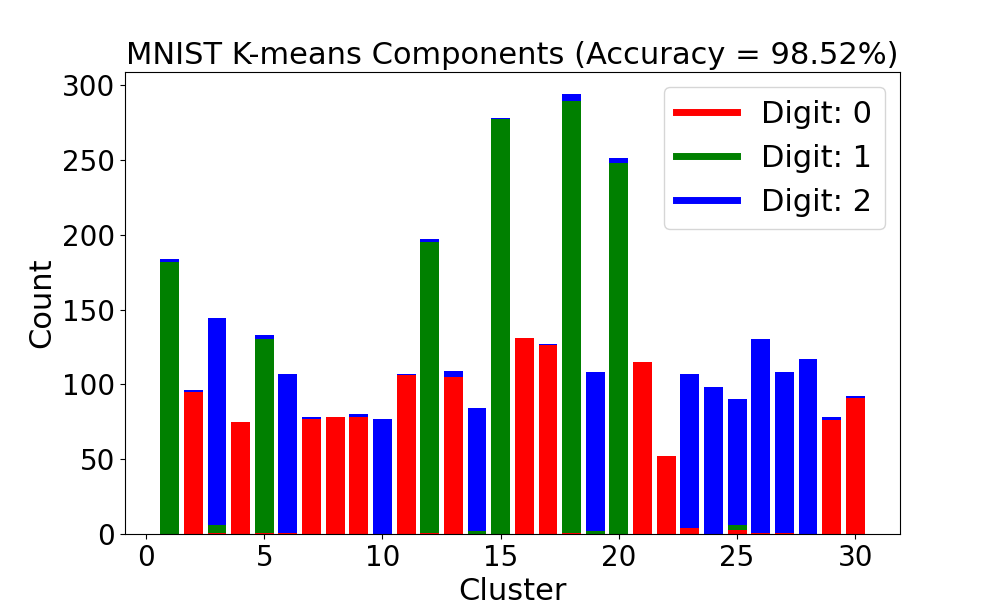 MNIST K-means Components (Accuracy = 98.52%)
300
250
200
150
100
50
0
Count
Digit: 0
Digit: 1
Digit: 2
0 5 10 15 20 25 30
Cluster